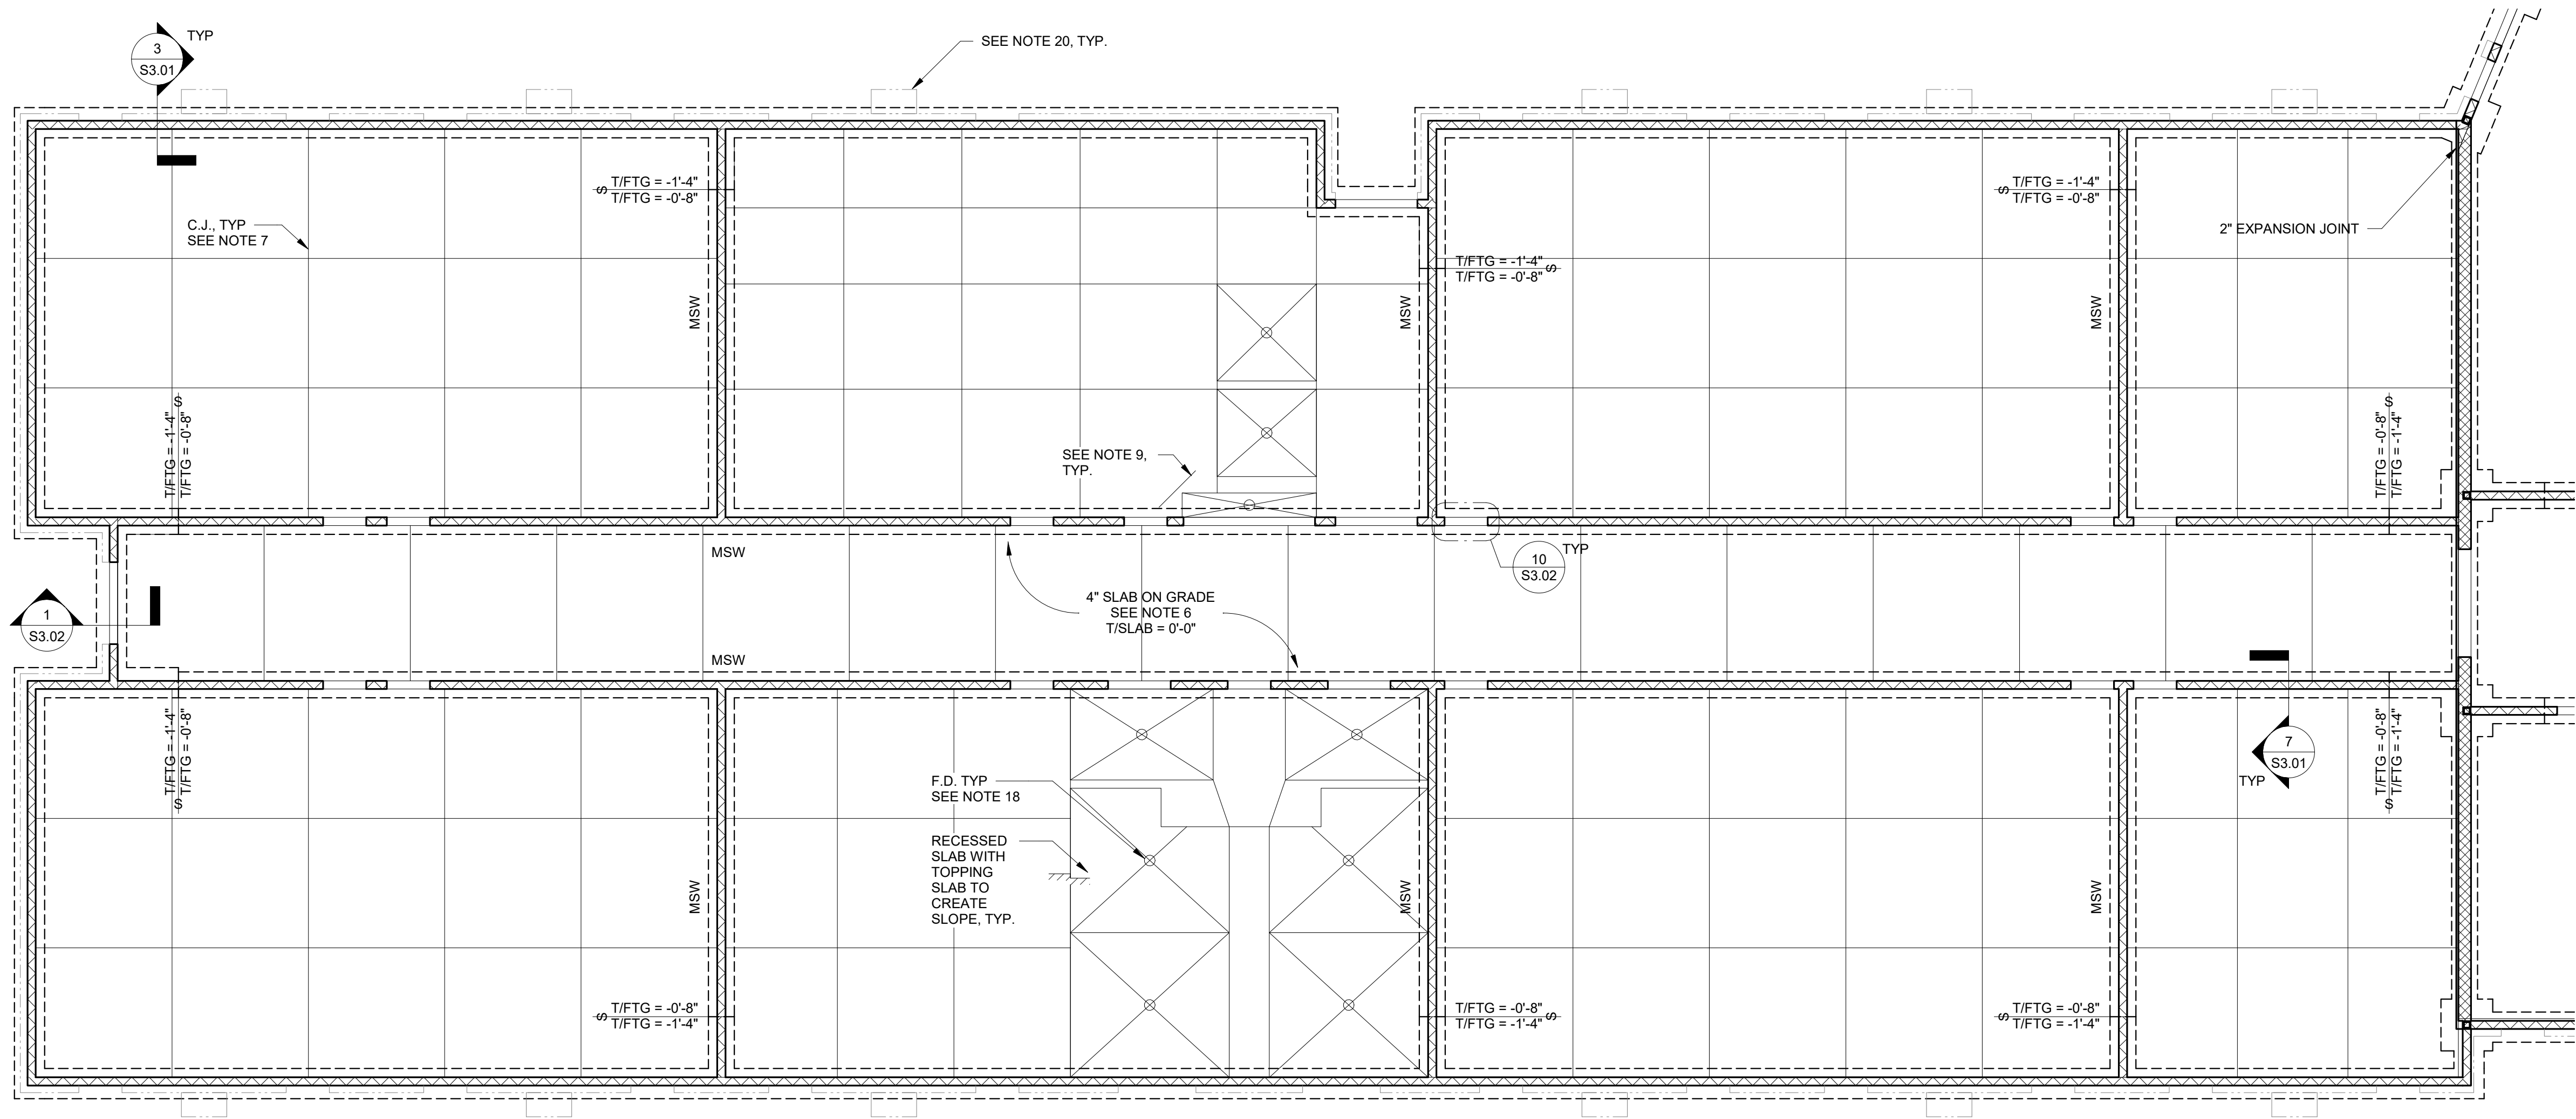 3
S3.01
TYP
SEE NOTE 20, TYP.
T/FTG = -1'-4"
T/FTG = -0'-8"
S
T/FTG = -1'-4"
T/FTG = -0'-8"
S
C.J., TYP
SEE NOTE 7
2" EXPANSION JOINT
T/FTG = -1'-4"
T/FTG = -0'-8"
S
MSW
MSW
MSW
T/FTG = -1'-4"
T/FTG = -0'-8"
S
SEE NOTE 9,
TYP.
T/FTG = -0'-8"
T/FTG = -1'-4"
S
MSW
10
S3.02
TYP
1
S3.02
4" SLAB ON GRADE
SEE NOTE 6
T/SLAB = 0'-0"
MSW
T/FTG = -1'-4"
T/FTG = -0'-8"
S
7
S3.01
TYP
T/FTG = -0'-8"
T/FTG = -1'-4"
S
F.D. TYP
SEE NOTE 18
RECESSED
SLAB WITH
TOPPING
SLAB TO
CREATE
SLOPE, TYP.
MSW
MSW
MSW
T/FTG = -0'-8"
T/FTG = -1'-4"
S
T/FTG = -0'-8"
T/FTG = -1'-4"
S
T/FTG = -0'-8"
T/FTG = -1'-4"
S